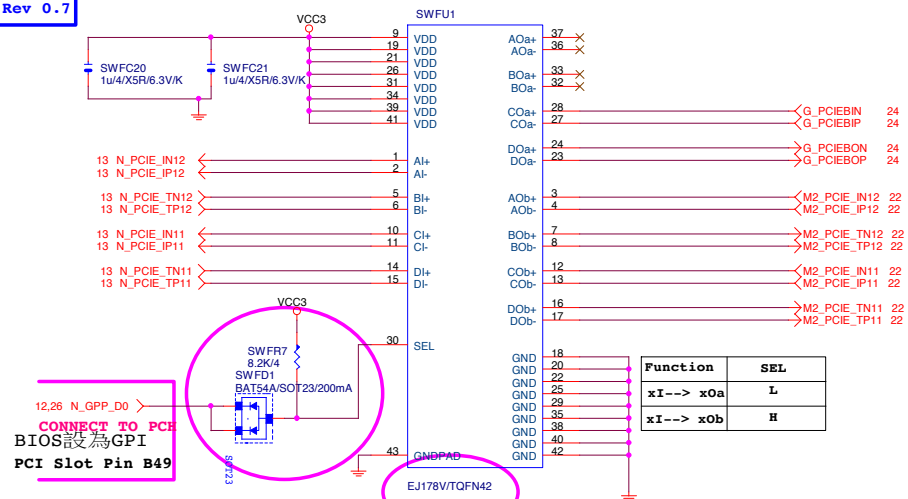 Rev 0.7
VCC3
SWFU1
SWFC20
1u/4/X5R/6.3V/K
SWFC21
1u/4/X5R/6.3V/K
9 VDD
19 VDD
21 VDD
26 VDD
31 VDD
34 VDD
39 VDD
41 VDD
AOa+ 37
AOa- 36
BOa+ 33
BOa- 32
COa+ 28 G_PCIEBIN 24
COa- 27 G_PCIEBIP 24
DOa+ 24 G_PCIEBON 24
DOa- 23 G_PCIEBOP 24
13 N_PCIE_IN12 1 AI+
13 N_PCIE_IP12 2 AI-
13 N_PCIE_TN12 5 BI+
13 N_PCIE_TP12 6 BI-
13 N_PCIE_IN11 10 CI+
13 N_PCIE_IP11 11 CI-
13 N_PCIE_TN11 14 DI+
13 N_PCIE_TP11 15 DI-
AOb+ 3 M2_PCIE_IN12 22
AOb- 4 M2_PCIE_IP12 22
BOb+ 7 M2_PCIE_TN12 22
BOb- 8 M2_PCIE_TP12 22
COb+ 12 M2_PCIE_IN11 22
COb- 13 M2_PCIE_IP11 22
DOb+ 16 M2_PCIE_TN11 22
DOb- 17 M2_PCIE_TP11 22
VCC3
SWFR7
8.2K/4
SWFD1
BAT54A/SOT23/200mA
30 SEL
12,26 N_GPP_D0
CONNECT TO PCH
BIOS設為GPI
PCI Slot Pin B49
SOT23
43 GNDPAD
GND 18
GND 20
GND 22
GND 25
GND 29
GND 35
GND 38
GND 40
GND 42
EJ178V/TQFN42
Function SEL
xI--> xOa L
xI--> xOb H